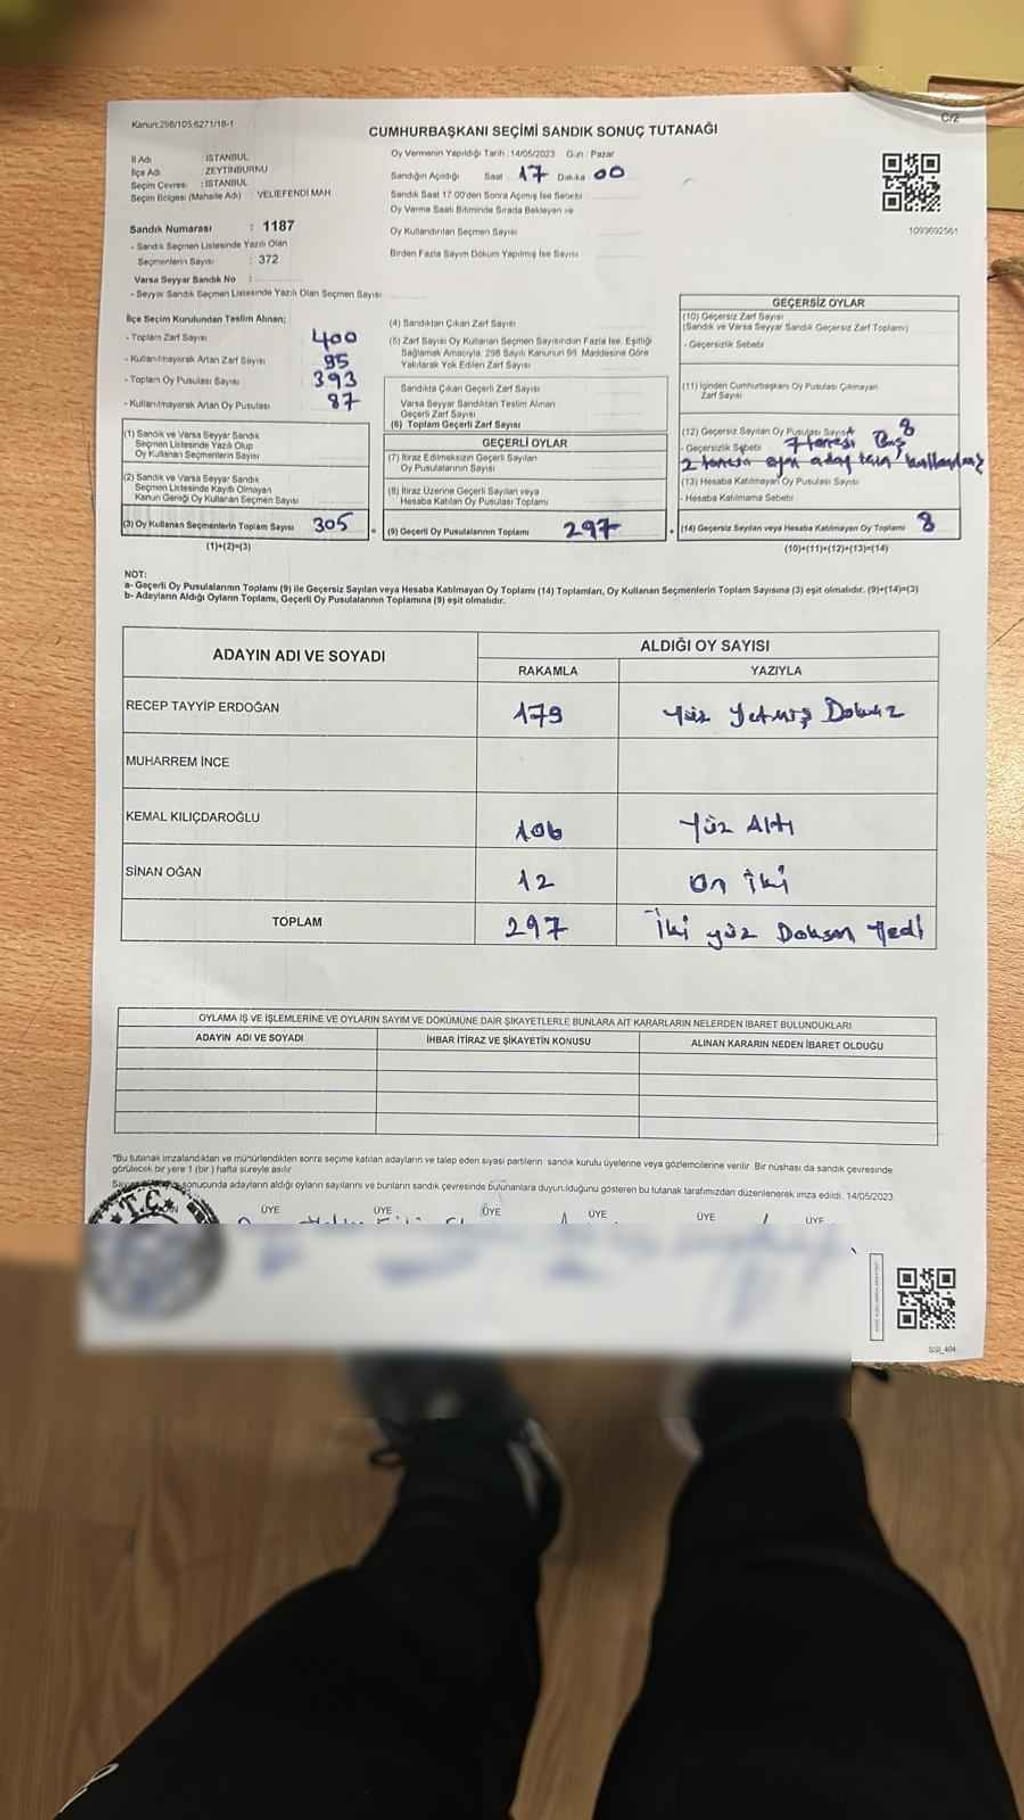 Kanun:298/105;6271/18-1
C/2
CUMHURBAŞKANI SEÇİMİ SANDIK SONUÇ TUTANAĞI
İl Adı : İSTANBUL
İlçe Adı : ZEYTİNBURNU
Seçim Çevresi : İSTANBUL
Seçim Bölgesi (Mahalle Adı) : VELİEFENDİ MAH.
Oy Vermenin Yapıldığı Tarih :14/05/2023 Gün : Pazar
Sandığın Açıldığı Saat 17 Dakika 00
Sandık Saat 17.00'den Sonra Açılmış İse Sebebi
Oy Verme Saati Bitiminde Sırada Bekleyen ve
Oy Kullandırılan Seçmen Sayısı
Birden Fazla Sayım Döküm Yapılmış İse Sayısı
1093692561
Sandık Numarası : 1187
- Sandık Seçmen Listesinde Yazılı Olan
Seçmenlerin Sayısı : 372
Varsa Seyyar Sandık No :
- Seyyar Sandık Seçmen Listesinde Yazılı Olan Seçmen Sayısı
İlçe Seçim Kurulundan Teslim Alınan;
- Toplam Zarf Sayısı 400
- Kullanılmayarak Artan Zarf Sayısı 95
- Toplam Oy Pusulası Sayısı 393
- Kullanılmayarak Artan Oy Pusulası 87
(1) Sandık ve Varsa Seyyar Sandık
Seçmen Listesinde Yazılı Olup
Oy Kullanan Seçmenlerin Sayısı
(2) Sandık ve Varsa Seyyar Sandık
Seçmen Listesinde Kayıtlı Olmayan
Kanun Gereği Oy Kullanan Seçmen Sayısı
(3) Oy Kullanan Seçmenlerin Toplam Sayısı 305
(1)+(2)=(3)
(4) Sandıktan Çıkan Zarf Sayısı
(5) Zarf Sayısı Oy Kullanan Seçmen Sayısından Fazla İse, Eşitliği
Sağlamak Amacıyla, 298 Sayılı Kanunun 98. Maddesine Göre
Yakılarak Yok Edilen Zarf Sayısı
Sandıkta Çıkan Geçerli Zarf Sayısı
Varsa Seyyar Sandıktan Teslim Alınan
Geçerli Zarf Sayısı
(6) Toplam Geçerli Zarf Sayısı
GEÇERLİ OYLAR
(7) İtiraz Edilmeksizin Geçerli Sayılan
Oy Pusulalarının Sayısı
(8) İtiraz Üzerine Geçerli Sayılan veya
Hesaba Katılan Oy Pusulası Toplamı
= (9) Geçerli Oy Pusulalarının Toplamı 297
GEÇERSİZ OYLAR
(10) Geçersiz Zarf Sayısı
(Sandık ve Varsa Seyyar Sandık Geçersiz Zarf Toplamı)
- Geçersizlik Sebebi
(11) İçinden Cumhurbaşkanı Oy Pusulası Çıkmayan
Zarf Sayısı
(12) Geçersiz Sayılan Oy Pusulası Sayısı 8
- Geçersizlik Sebebi
(13) Hesaba Katılmayan Oy Pusulası Sayısı
- Hesaba Katılmama Sebebi
+ (14) Geçersiz Sayılan veya Hesaba Katılmayan Oy Toplamı 8
(10)+(11)+(12)+(13)=(14)
NOT:
a- Geçerli Oy Pusulalarının Toplamı (9) ile Geçersiz Sayılan veya Hesaba Katılmayan Oy Toplamı (14) Toplamları, Oy Kullanan Seçmenlerin Toplam Sayısına (3) eşit olmalıdır. (9)+(14)=(3)
b- Adayların Aldığı Oyların Toplamı, Geçerli Oy Pusulalarının Toplamına (9) eşit olmalıdır.
ADAYIN ADI VE SOYADI
ALDIĞI OY SAYISI
RAKAMLA YAZIYLA
RECEP TAYYİP ERDOĞAN 179 Yüz Yetmiş Dokuz
MUHARREM İNCE
KEMAL KILIÇDAROĞLU 106 Yüz Altı
SİNAN OĞAN 12 On iki
TOPLAM 297 İki yüz Doksan Yedi
OYLAMA İŞ VE İŞLEMLERİNE VE OYLARIN SAYIM VE DÖKÜMÜNE DAİR ŞİKAYETLERLE BUNLARA AİT KARARLARIN NELERDEN İBARET BULUNDUKLARI
ADAYIN ADI VE SOYADI İHBAR İTİRAZ VE ŞİKAYETİN KONUSU ALINAN KARARIN NEDEN İBARET OLDUĞU
*Bu tutanak imzalandıktan ve mühürlendikten sonra seçime katılan adayların ve talep eden siyasi partilerin sandık kurulu üyelerine veya gözlemcilerine verilir. Bir nüshası da sandık çevresinde
görülecek bir yere 1 (bir) hafta süreyle asılır.
sonucunda adayların aldığı oyların sayılarını ve bunların sandık çevresinde bulunanlara duyurulduğunu gösteren bu tutanak tarafımızdan düzenlenerek imza edildi. 14/05/2023
T.C.
ÜYE ÜYE ÜYE ÜYE ÜYE ÜYE